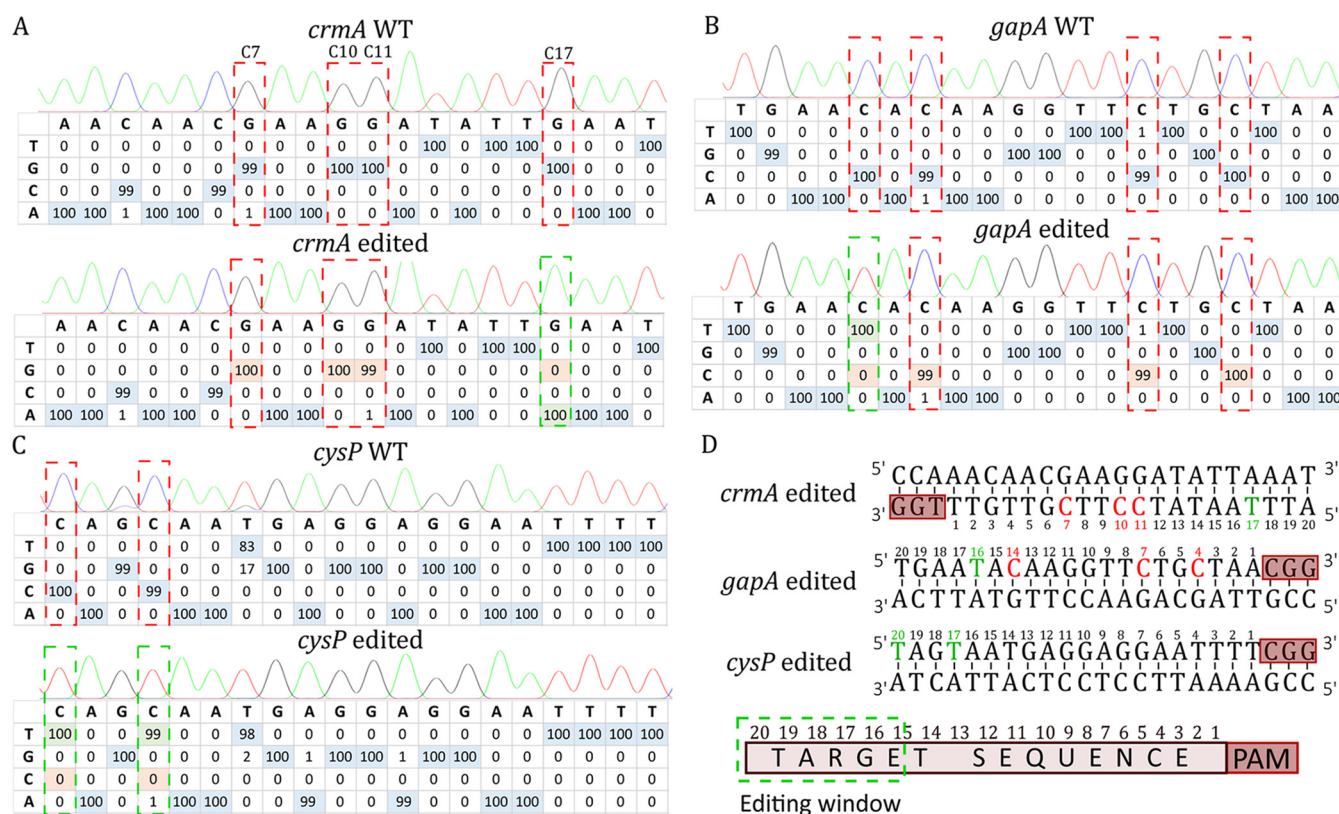 A
crmA WT
C7 C10 C11 C17
A A C A A C G A A G G A T A T T G A A T
T 0 0 0 0 0 0 0 0 0 0 0 0 100 0 100 100 0 0 0 100
G 0 0 0 0 0 0 99 0 0 100 100 0 0 0 0 0 100 0 0 0
C 0 0 99 0 0 99 0 0 0 0 0 0 0 0 0 0 0 0 0 0
A 100 100 1 100 100 0 1 100 100 0 0 100 0 100 0 0 0 100 100 0
crmA edited
A A C A A C G A A G G A T A T T G A A T
T 0 0 0 0 0 0 0 0 0 0 0 0 100 0 100 100 0 0 0 100
G 0 0 0 0 0 0 100 0 0 100 99 0 0 0 0 0 0 0 0 0
C 0 0 99 0 0 99 0 0 0 0 0 0 0 0 0 0 0 0 0 0
A 100 100 1 100 100 0 0 100 100 0 1 100 0 100 0 0 100 100 100 0
B
gapA WT
T G A A C A C A A G G T T C T G C T A A
T 100 0 0 0 0 0 0 0 0 0 0 100 100 1 100 0 0 100 0 0
G 0 99 0 0 0 0 0 0 0 100 100 0 0 0 0 100 0 0 0 0
C 0 0 0 0 100 0 99 0 0 0 0 0 0 99 0 0 100 0 0 0
A 0 0 100 100 0 100 1 100 100 0 0 0 0 0 0 0 0 0 100 100
gapA edited
T G A A C A C A A G G T T C T G C T A A
T 100 0 0 0 100 0 0 0 0 0 0 100 100 1 100 0 0 100 0 0
G 0 99 0 0 0 0 0 0 0 100 100 0 0 0 0 100 0 0 0 0
C 0 0 0 0 0 0 99 0 0 0 0 0 0 99 0 0 100 0 0 0
A 0 0 100 100 0 100 1 100 100 0 0 0 0 0 0 0 0 0 100 100
C
cysP WT
C A G C A A T G A G G A G G A A T T T T
T 0 0 0 0 0 0 83 0 0 0 0 0 0 0 0 0 100 100 100 100
G 0 0 99 0 0 0 17 100 0 100 100 0 100 100 0 0 0 0 0 0
C 100 0 0 99 0 0 0 0 0 0 0 0 0 0 0 0 0 0 0 0
A 0 100 0 0 100 100 0 0 100 0 0 100 0 0 100 100 0 0 0 0
cysP edited
C A G C A A T G A G G A G G A A T T T T
T 100 0 0 99 0 0 98 0 0 0 0 0 0 0 0 0 100 100 100 100
G 0 0 100 0 0 0 2 100 1 100 100 1 100 100 0 0 0 0 0 0
C 0 0 0 0 0 0 0 0 0 0 0 0 0 0 0 0 0 0 0 0
A 0 100 0 1 100 100 0 0 99 0 0 99 0 0 100 100 0 0 0 0
D
crmA edited
5' CCAAACAACGAAGGATATTAAAT 3'
3' GGTTTGTTGCTTCCTATAATTTA 5'
1 2 3 4 5 6 7 8 9 10 11 12 13 14 15 16 17 18 19 20
gapA edited
20 19 18 17 16 15 14 13 12 11 10 9 8 7 6 5 4 3 2 1
5' TGAATACAAGGTTCTGCTAACGG 3'
3' ACTTATGTTCCAAGACGATTGCC 5'
cysP edited
20 19 18 17 16 15 14 13 12 11 10 9 8 7 6 5 4 3 2 1
5' TAGTAATGAGGAGGAATTTTCGG 3'
3' ATCATTACTCCTCCTTAAAAGCC 5'
20 19 18 17 16 15 14 13 12 11 10 9 8 7 6 5 4 3 2 1
TARGET SEQUENCE PAM
Editing window